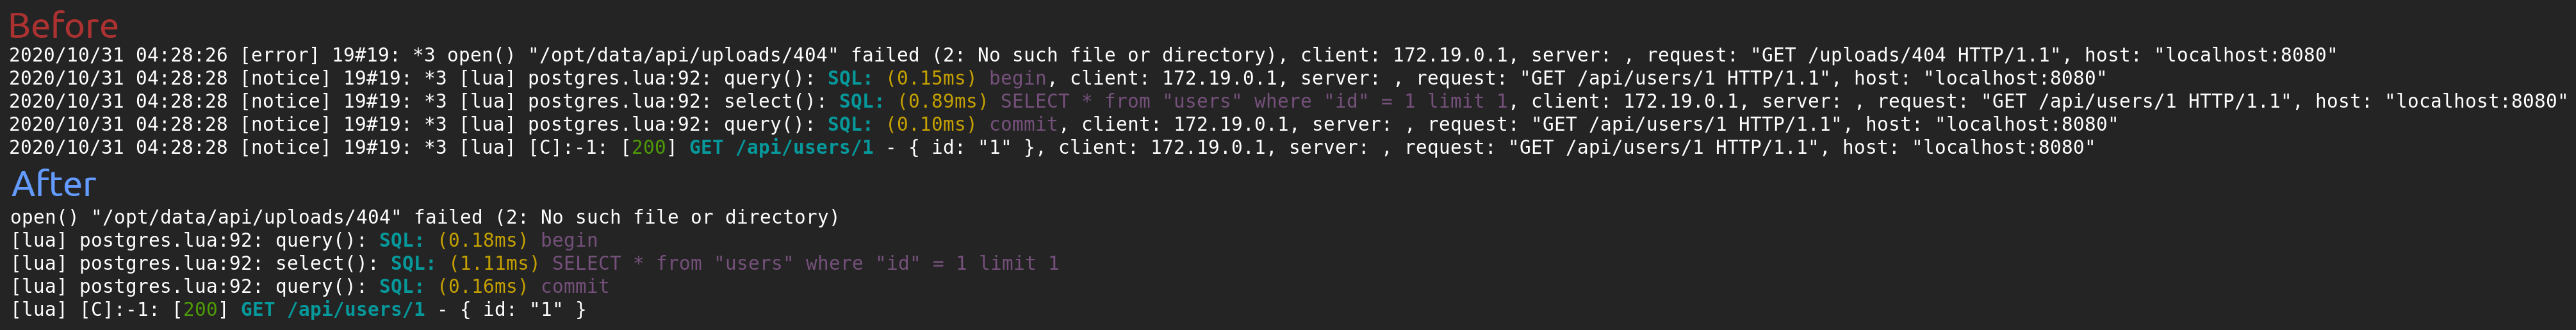 Before
2020/10/31 04:28:26 [error] 19#19: *3 open() "/opt/data/api/uploads/404" failed (2: No such file or directory), client: 172.19.0.1, server: , request: "GET /uploads/404 HTTP/1.1", host: "localhost:8080"
2020/10/31 04:28:28 [notice] 19#19: *3 [lua] postgres.lua:92: query(): SQL: (0.15ms) begin, client: 172.19.0.1, server: , request: "GET /api/users/1 HTTP/1.1", host: "localhost:8080"
2020/10/31 04:28:28 [notice] 19#19: *3 [lua] postgres.lua:92: select(): SQL: (0.89ms) SELECT * from "users" where "id" = 1 limit 1, client: 172.19.0.1, server: , request: "GET /api/users/1 HTTP/1.1", host: "localhost:8080"
2020/10/31 04:28:28 [notice] 19#19: *3 [lua] postgres.lua:92: query(): SQL: (0.10ms) commit, client: 172.19.0.1, server: , request: "GET /api/users/1 HTTP/1.1", host: "localhost:8080"
2020/10/31 04:28:28 [notice] 19#19: *3 [lua] [C]:-1: [200] GET /api/users/1 - { id: "1" }, client: 172.19.0.1, server: , request: "GET /api/users/1 HTTP/1.1", host: "localhost:8080"
After
open() "/opt/data/api/uploads/404" failed (2: No such file or directory)
[lua] postgres.lua:92: query(): SQL: (0.18ms) begin
[lua] postgres.lua:92: select(): SQL: (1.11ms) SELECT * from "users" where "id" = 1 limit 1
[lua] postgres.lua:92: query(): SQL: (0.16ms) commit
[lua] [C]:-1: [200] GET /api/users/1 - { id: "1" }